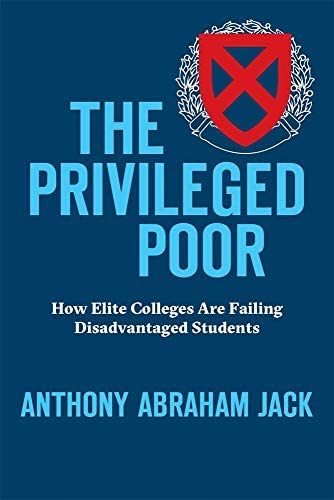 THE
PRIVILEGED
POOR
How Elite Colleges Are Failing
Disadvantaged Students
ANTHONY ABRAHAM JACK